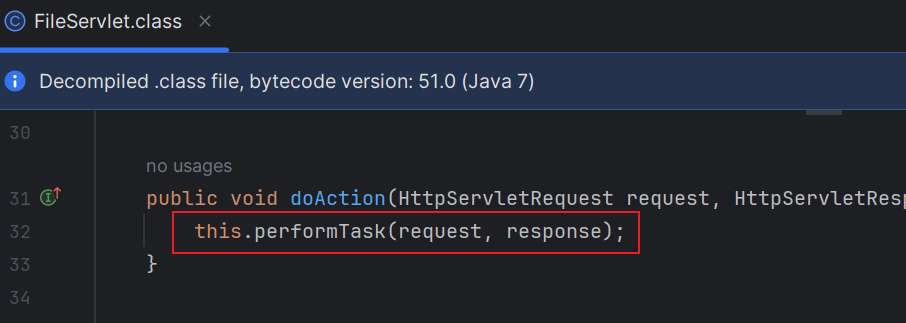 FileServlet.class
Decompiled .class file, bytecode version: 51.0 (Java 7)
30
no usages
31 public void doAction(HttpServletRequest request, HttpServletResp
32 this.performTask(request, response);
33 }
34